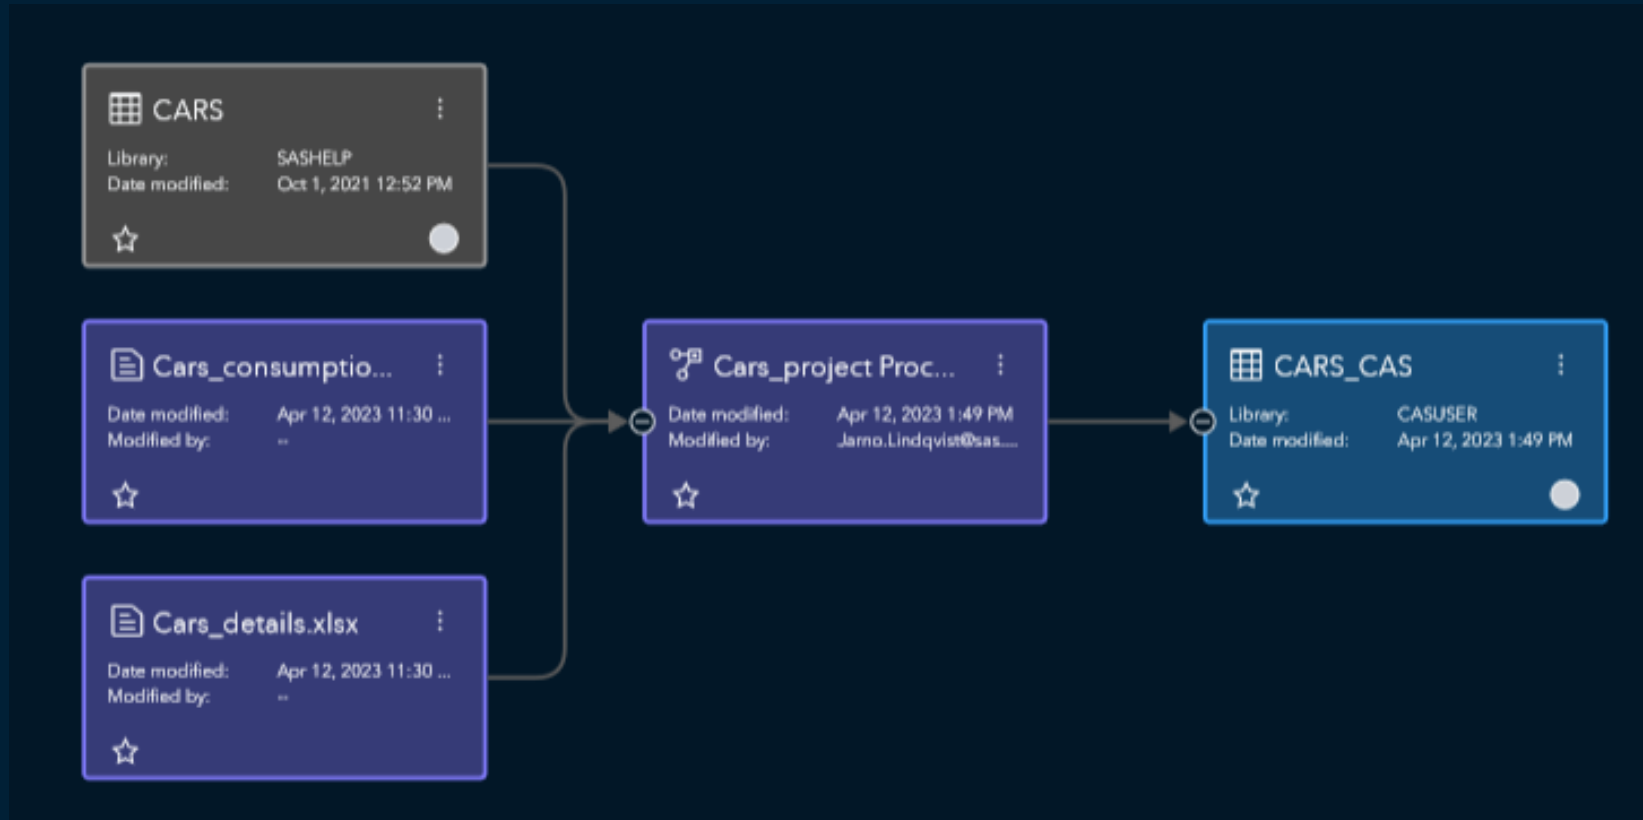 CARS
Library: SASHELP
Date modified: Oct 1, 2021 12:52 PM
Cars_consumptio...
Date modified: Apr 12, 2023 11:30 ...
Modified by: --
Cars_details.xlsx
Date modified: Apr 12, 2023 11:30 ...
Modified by: --
Cars_project Proc...
Date modified: Apr 12, 2023 1:49 PM
Modified by: Jarno.Lindqvist@sas....
CARS_CAS
Library: CASUSER
Date modified: Apr 12, 2023 1:49 PM